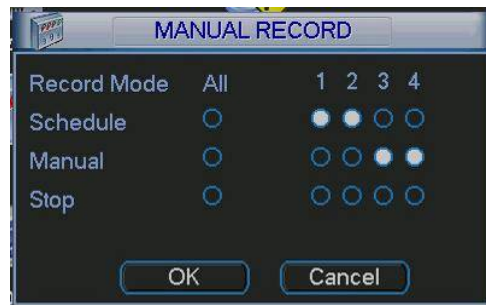 MANUAL RECORD
Record Mode All 1 2 3 4
Schedule
Manual
Stop
OK Cancel